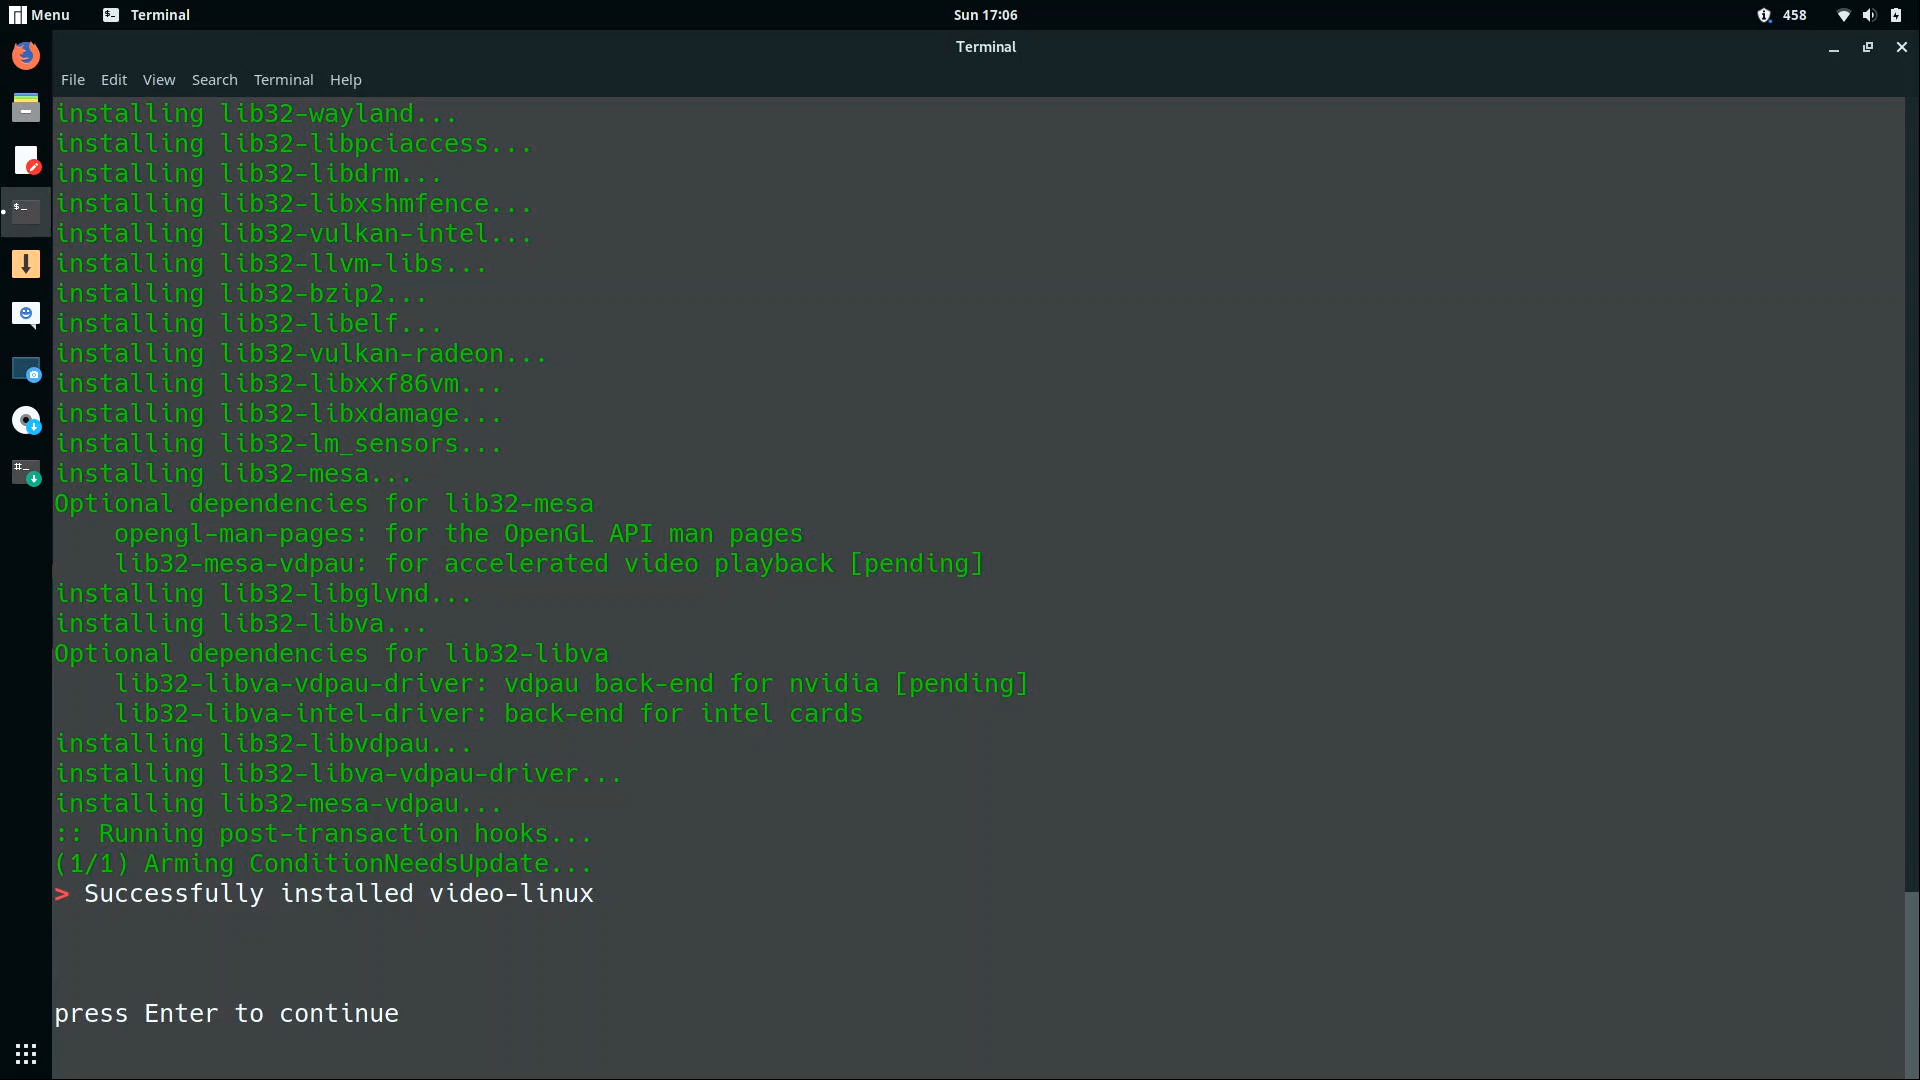 Menu Terminal Sun 17:06 458
Terminal
File Edit View Search Terminal Help
installing lib32-wayland...
installing lib32-libpciaccess...
installing lib32-libdrm...
installing lib32-libxshmfence...
installing lib32-vulkan-intel...
installing lib32-llvm-libs...
installing lib32-bzip2...
installing lib32-libelf...
installing lib32-vulkan-radeon...
installing lib32-libxxf86vm...
installing lib32-libxdamage...
installing lib32-lm_sensors...
installing lib32-mesa...
Optional dependencies for lib32-mesa
opengl-man-pages: for the OpenGL API man pages
lib32-mesa-vdpau: for accelerated video playback [pending]
installing lib32-libglvnd...
installing lib32-libva...
Optional dependencies for lib32-libva
lib32-libva-vdpau-driver: vdpau back-end for nvidia [pending]
lib32-libva-intel-driver: back-end for intel cards
installing lib32-libvdpau...
installing lib32-libva-vdpau-driver...
installing lib32-mesa-vdpau...
:: Running post-transaction hooks...
(1/1) Arming ConditionNeedsUpdate...
> Successfully installed video-linux
press Enter to continue